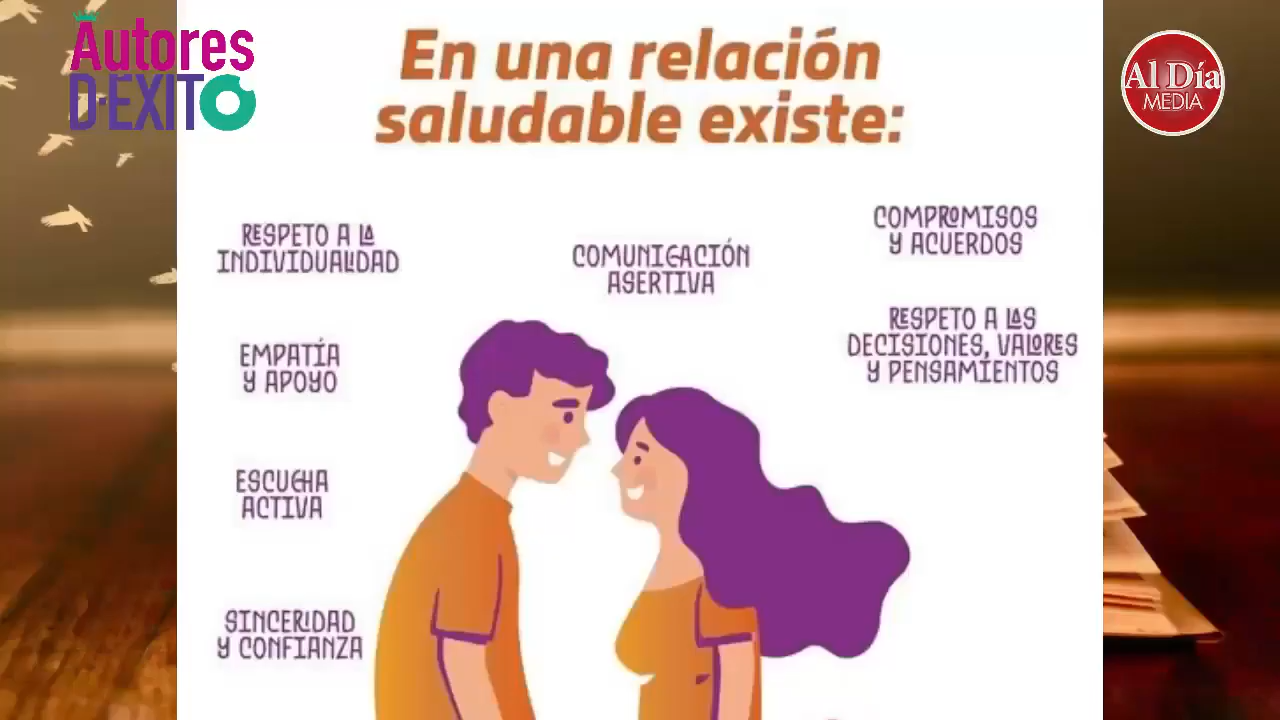 Autores
D-EXITO
Al Día
MEDIA
En una relación
saludable existe:
RESPETO A LA
INDIVIDUALIDAD
COMUNICACIÓN
ASERTIVA
COMPROMISOS
Y ACUERDOS
EMPATÍA
Y APOYO
RESPETO A LAS
DECISIONES, VALORES
Y PENSAMIENTOS
ESCUCHA
ACTIVA
SINCERIDAD
Y CONFIANZA